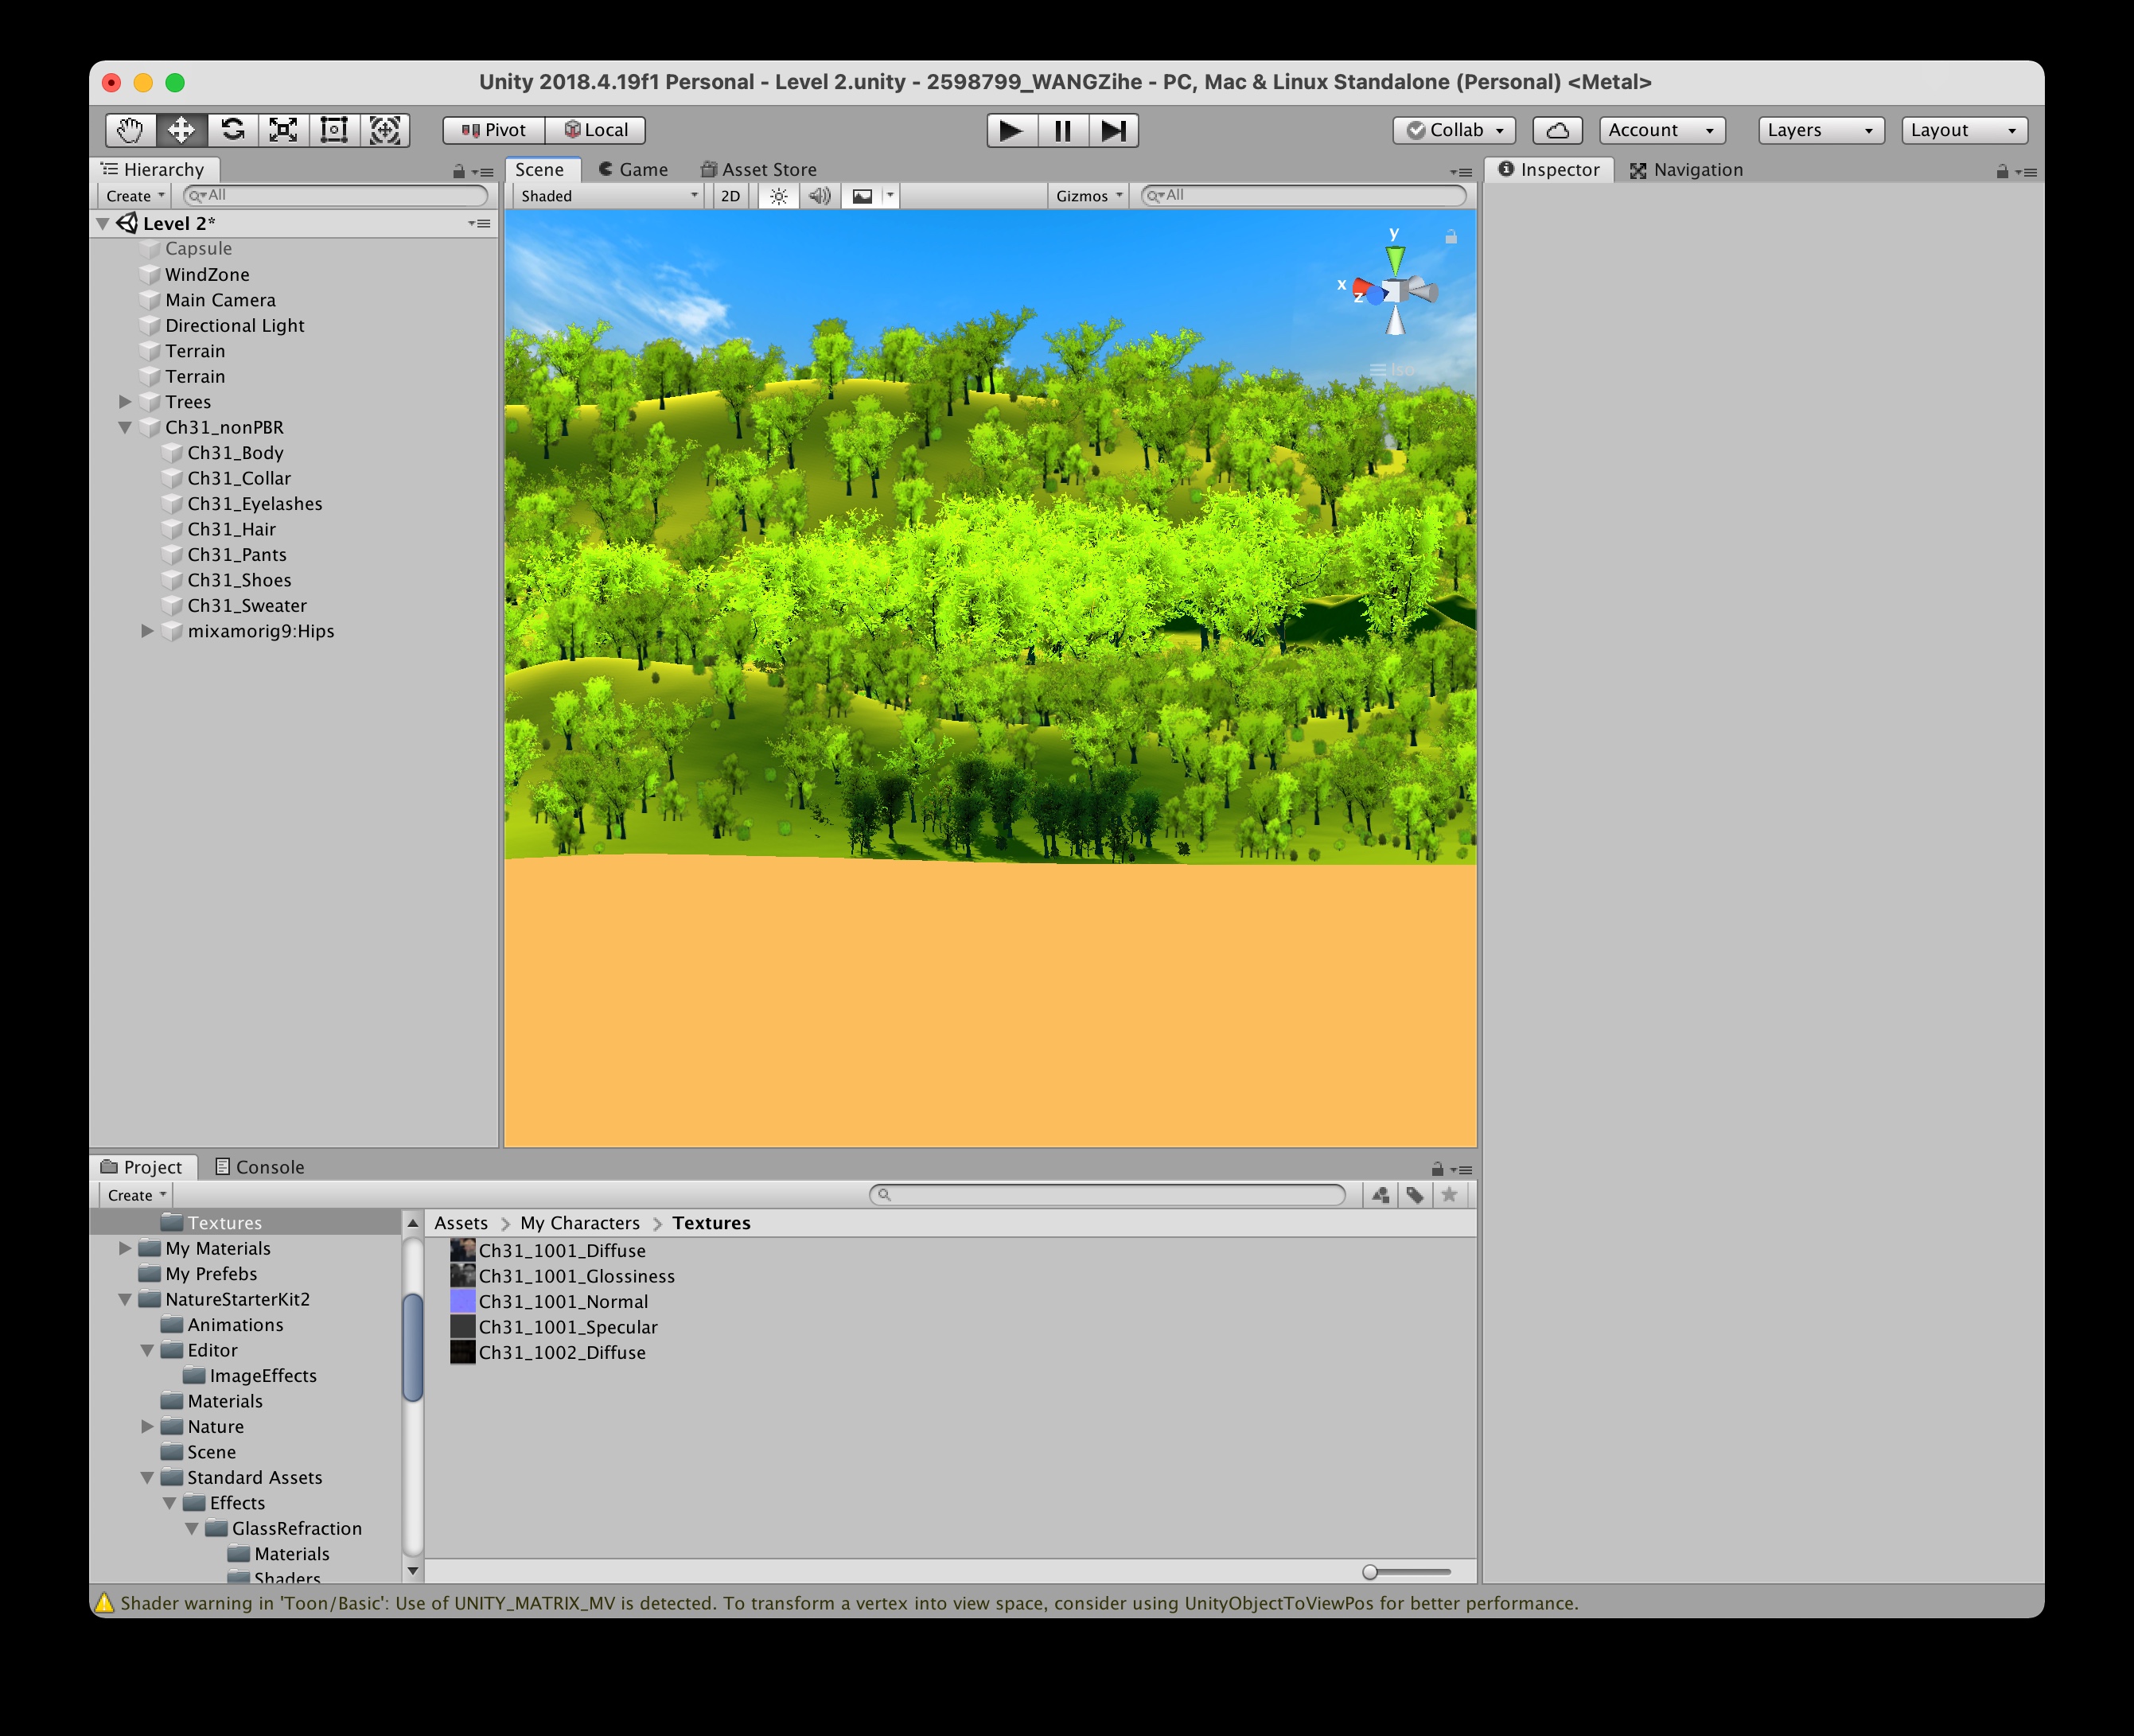 Unity 2018.4.19f1 Personal - Level 2.unity - 2598799_WANGZihe - PC, Mac & Linux Standalone (Personal) <Metal>
Pivot Local Collab Account Layers Layout
Hierarchy
Create All
Level 2*
Capsule
WindZone
Main Camera
Directional Light
Terrain
Terrain
Trees
Ch31_nonPBR
Ch31_Body
Ch31_Collar
Ch31_Eyelashes
Ch31_Hair
Ch31_Pants
Ch31_Shoes
Ch31_Sweater
mixamorig9:Hips
Scene Game Asset Store
Shaded 2D Gizmos All
y
x
z
Iso
Inspector Navigation
Project Console
Create
Textures
My Materials
My Prefebs
NatureStarterKit2
Animations
Editor
ImageEffects
Materials
Nature
Scene
Standard Assets
Effects
GlassRefraction
Materials
Shaders
Assets > My Characters > Textures
Ch31_1001_Diffuse
Ch31_1001_Glossiness
Ch31_1001_Normal
Ch31_1001_Specular
Ch31_1002_Diffuse
Shader warning in 'Toon/Basic': Use of UNITY_MATRIX_MV is detected. To transform a vertex into view space, consider using UnityObjectToViewPos for better performance.